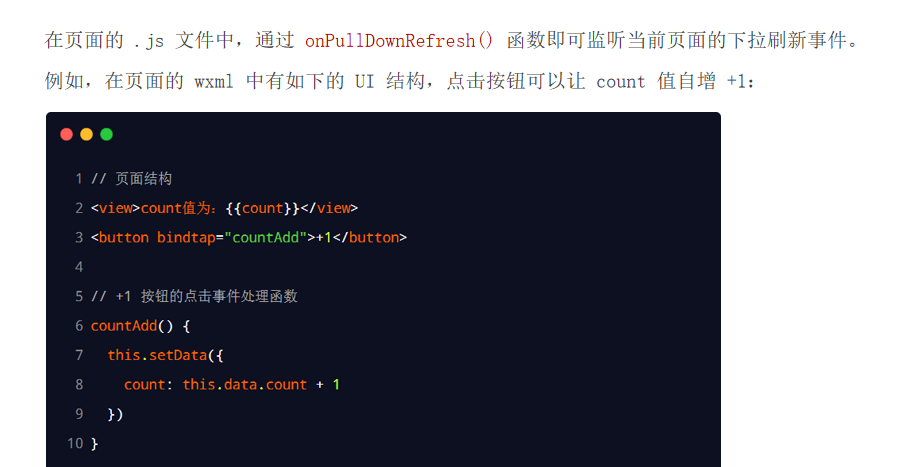 在页面的 .js 文件中，通过 onPullDownRefresh() 函数即可监听当前页面的下拉刷新事件。
例如，在页面的 wxml 中有如下的 UI 结构，点击按钮可以让 count 值自增 +1：
1 // 页面结构
2 <view>count值为：{{count}}</view>
3 <button bindtap="countAdd">+1</button>
4
5 // +1 按钮的点击事件处理函数
6 countAdd() {
7   this.setData({
8     count: this.data.count + 1
9   })
10 }